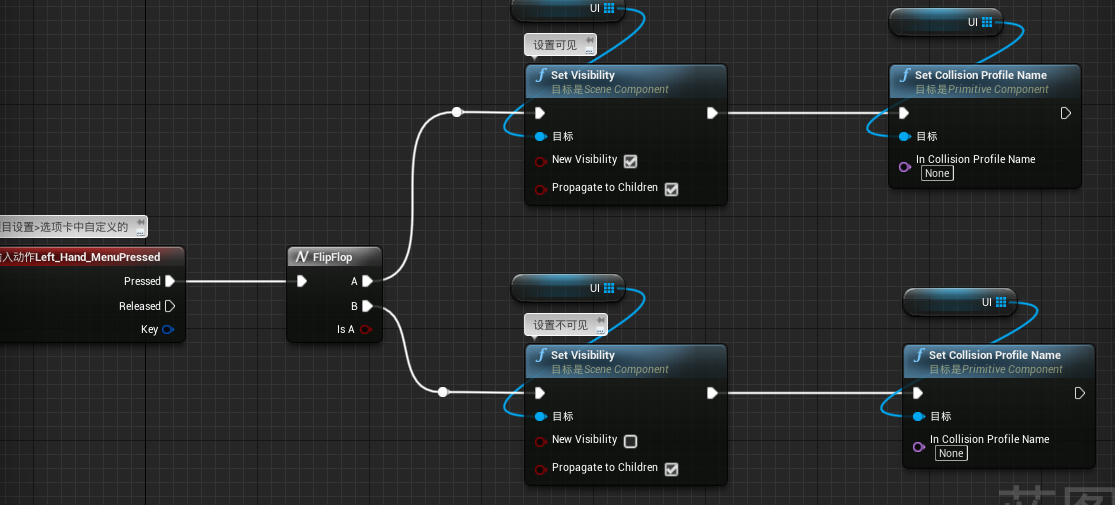 UI
设置可见
Set Visibility
目标是Scene Component
目标
New Visibility
Propagate to Children
UI
Set Collision Profile Name
目标是Primitive Component
目标
In Collision Profile Name
None
目设置>选项卡中自定义的
输入动作Left_Hand_MenuPressed
Pressed
Released
Key
FlipFlop
A
B
Is A
UI
设置不可见
Set Visibility
目标是Scene Component
目标
New Visibility
Propagate to Children
UI
Set Collision Profile Name
目标是Primitive Component
目标
In Collision Profile Name
None